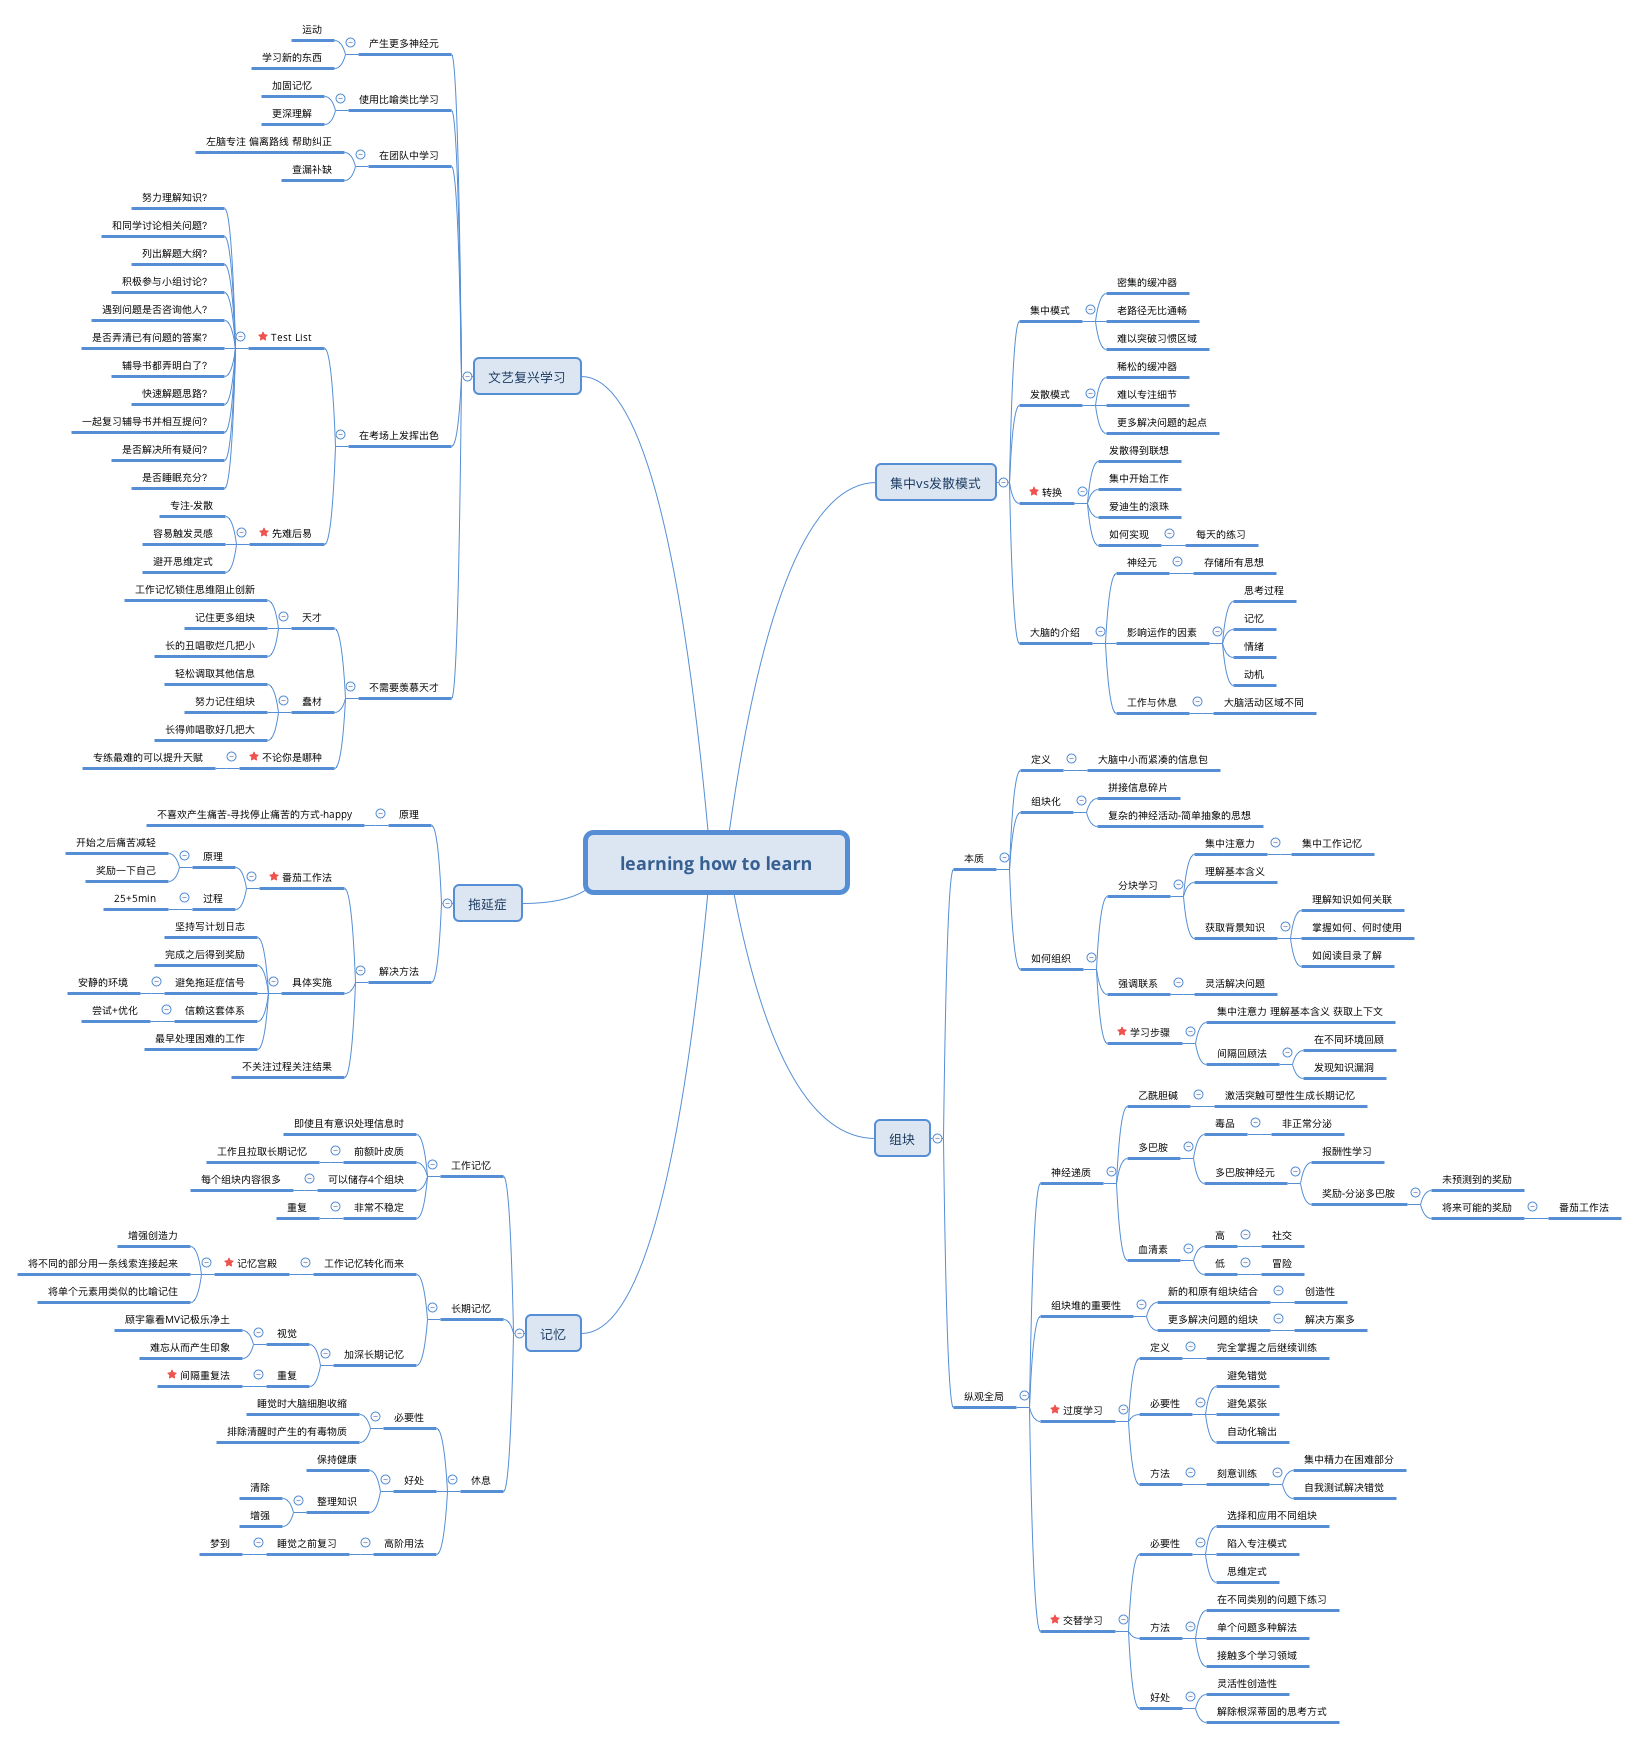 learning how to learn
集中vs发散模式
集中模式
密集的缓冲器
老路径无比通畅
难以突破习惯区域
发散模式
稀松的缓冲器
难以专注细节
更多解决问题的起点
转换
发散得到联想
集中开始工作
爱迪生的滚珠
如何实现
每天的练习
大脑的介绍
神经元
存储所有思想
影响运作的因素
思考过程
记忆
情绪
动机
工作与休息
大脑活动区域不同
组块
本质
定义
大脑中小而紧凑的信息包
组块化
拼接信息碎片
复杂的神经活动-简单抽象的思想
如何组织
分块学习
集中注意力
集中工作记忆
理解基本含义
获取背景知识
理解知识如何关联
掌握如何、何时使用
如阅读目录了解
强调联系
灵活解决问题
学习步骤
集中注意力 理解基本含义 获取上下文
间隔回顾法
在不同环境回顾
发现知识漏洞
纵观全局
神经递质
乙酰胆碱
激活突触可塑性生成长期记忆
多巴胺
毒品
非正常分泌
多巴胺神经元
报酬性学习
奖励-分泌多巴胺
未预测到的奖励
将来可能的奖励
番茄工作法
血清素
高
社交
低
冒险
组块堆的重要性
新的和原有组块结合
创造性
更多解决问题的组块
解决方案多
过度学习
定义
完全掌握之后继续训练
必要性
避免错觉
避免紧张
自动化输出
方法
刻意训练
集中精力在困难部分
自我测试解决错觉
交替学习
必要性
选择和应用不同组块
陷入专注模式
思维定式
方法
在不同类别的问题下练习
单个问题多种解法
接触多个学习领域
好处
灵活性创造性
解除根深蒂固的思考方式
文艺复兴学习
产生更多神经元
运动
学习新的东西
使用比喻类比学习
加固记忆
更深理解
在团队中学习
左脑专注 偏离路线 帮助纠正
查漏补缺
在考场上发挥出色
Test List
努力理解知识?
和同学讨论相关问题?
列出解题大纲?
积极参与小组讨论?
遇到问题是否咨询他人?
是否弄清已有问题的答案?
辅导书都弄明白了?
快速解题思路?
一起复习辅导书并相互提问?
是否解决所有疑问?
是否睡眠充分?
先难后易
专注-发散
容易触发灵感
避开思维定式
不需要羡慕天才
天才
工作记忆锁住思维阻止创新
记住更多组块
长的丑唱歌烂几把小
蠢材
轻松调取其他信息
努力记住组块
长得帅唱歌好几把大
不论你是哪种
专练最难的可以提升天赋
拖延症
原理
不喜欢产生痛苦-寻找停止痛苦的方式-happy
解决方法
番茄工作法
原理
开始之后痛苦减轻
奖励一下自己
过程
25+5min
具体实施
坚持写计划日志
完成之后得到奖励
避免拖延症信号
安静的环境
信赖这套体系
尝试+优化
最早处理困难的工作
不关注过程关注结果
记忆
工作记忆
即使且有意识处理信息时
前额叶皮质
工作且拉取长期记忆
可以储存4个组块
每个组块内容很多
非常不稳定
重复
长期记忆
工作记忆转化而来
记忆宫殿
增强创造力
将不同的部分用一条线索连接起来
将单个元素用类似的比喻记住
加深长期记忆
视觉
顾宇靠看MV记极乐净土
难忘从而产生印象
重复
间隔重复法
休息
必要性
睡觉时大脑细胞收缩
排除清醒时产生的有毒物质
好处
保持健康
整理知识
清除
增强
高阶用法
睡觉之前复习
梦到